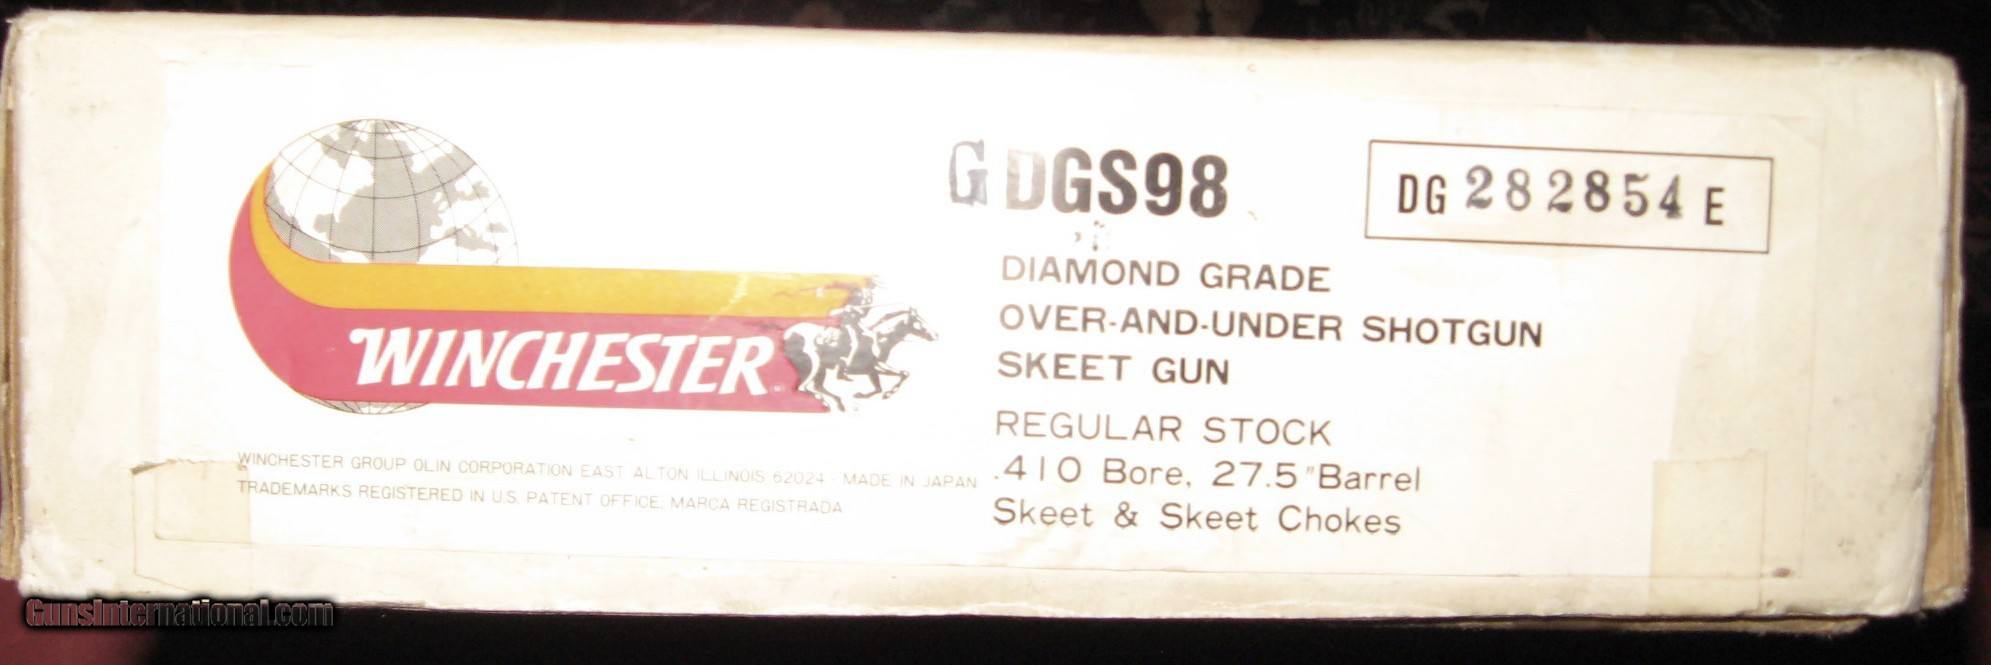 G DGS98
DG 282854 E
DIAMOND GRADE
OVER-AND-UNDER SHOTGUN
SKEET GUN
REGULAR STOCK
.410 Bore, 27.5" Barrel
Skeet & Skeet Chokes
WINCHESTER
WINCHESTER GROUP OLIN CORPORATION EAST ALTON ILLINOIS 62024 - MADE IN JAPAN
TRADEMARKS REGISTERED IN U.S. PATENT OFFICE, MARCA REGISTRADA
GunsInternational.com